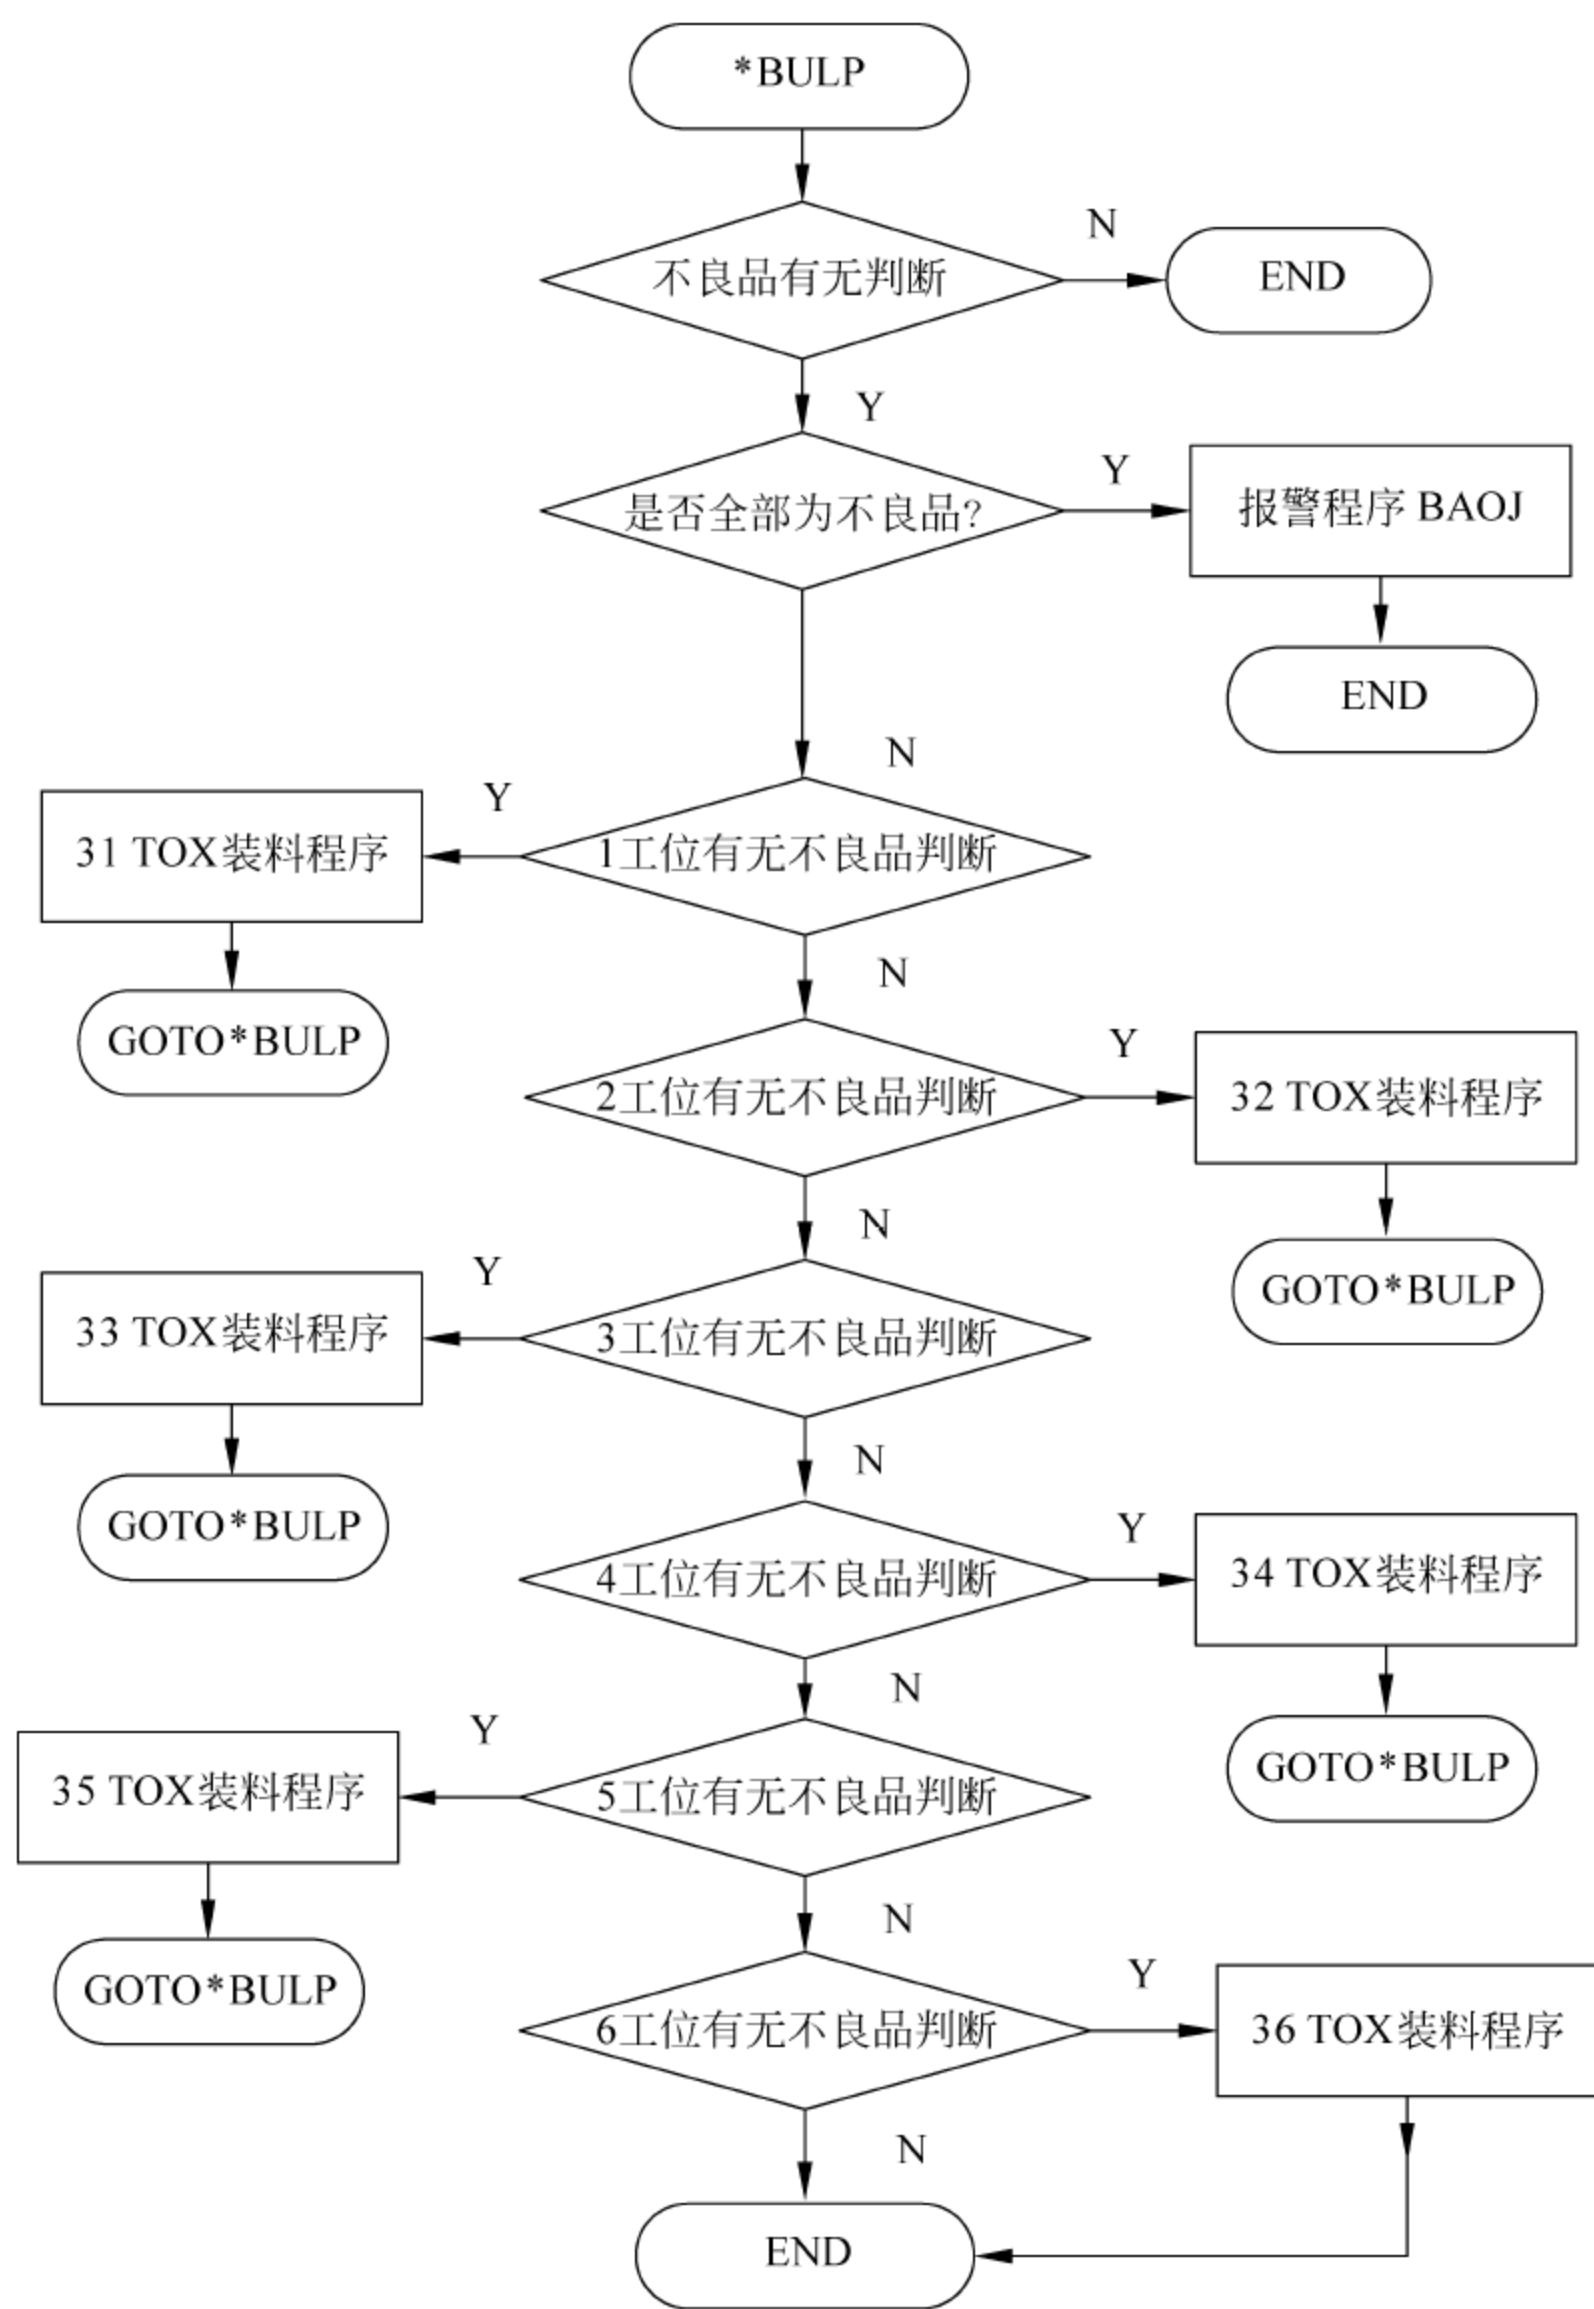 *BULP
N
不良品有无判断
END
Y
是否全部为不良品?
Y
报警程序 BAOJ
END
N
Y
31 TOX装料程序
1工位有无不良品判断
N
GOTO*BULP
2工位有无不良品判断
Y
32 TOX装料程序
N
GOTO*BULP
Y
33 TOX装料程序
3工位有无不良品判断
N
GOTO*BULP
4工位有无不良品判断
Y
34 TOX装料程序
N
GOTO*BULP
Y
35 TOX装料程序
5工位有无不良品判断
N
GOTO*BULP
6工位有无不良品判断
Y
36 TOX装料程序
N
END